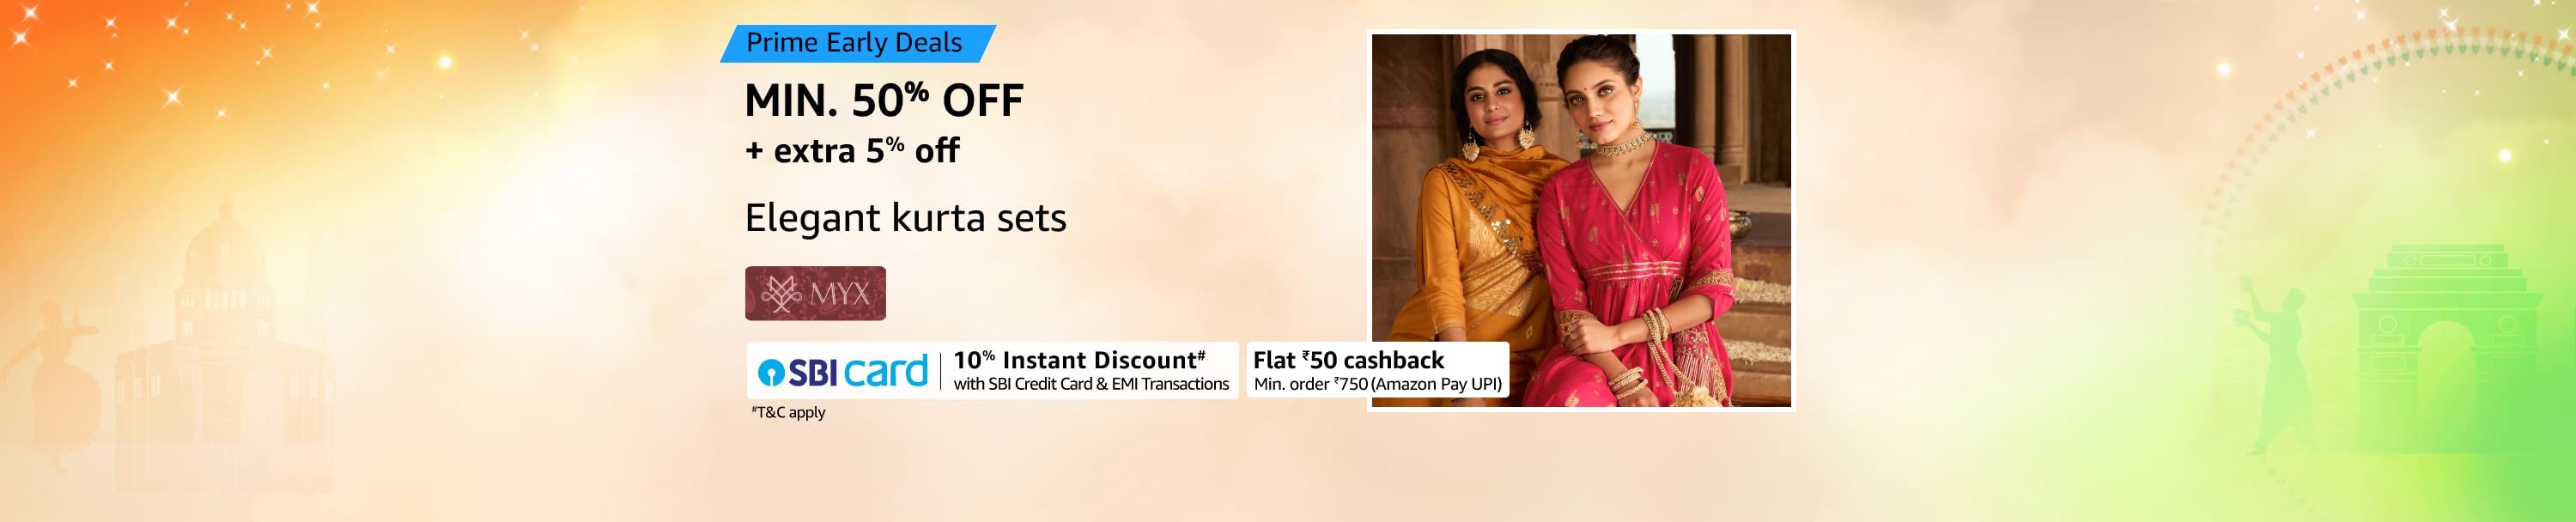 Prime Early Deals
MIN. 50% OFF
+ extra 5% off
Elegant kurta sets
MYX
SBI card
10% Instant Discount#
with SBI Credit Card & EMI Transactions
Flat ₹50 cashback
Min. order ₹750 (Amazon Pay UPI)
#T&C apply